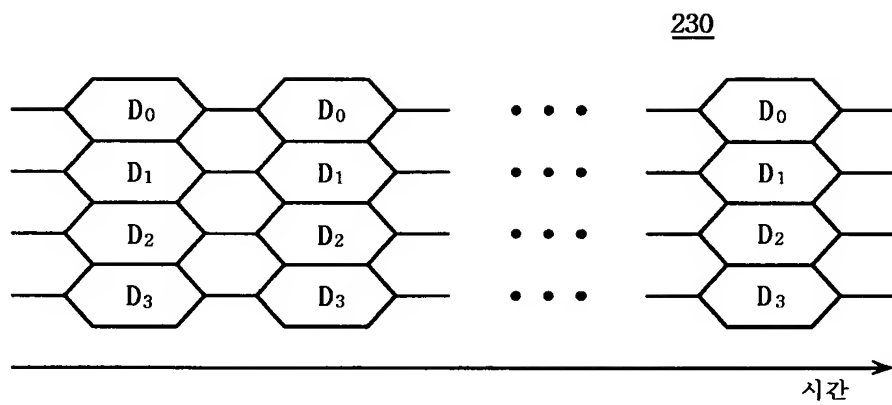 230
D₀ D₀ D₀
D₁ D₁ D₁
D₂ D₂ D₂
D₃ D₃ D₃
시간